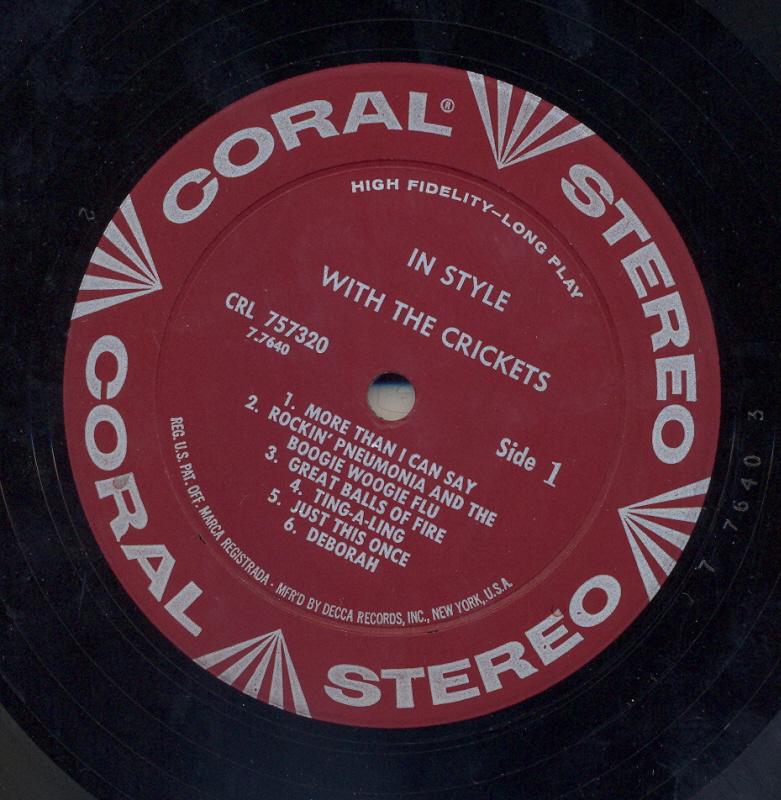 CORAL®
STEREO
HIGH FIDELITY—LONG PLAY
IN STYLE
WITH THE CRICKETS
CRL 757320
7,7640
Side 1
1. MORE THAN I CAN SAY
2. ROCKIN' PNEUMONIA AND THE
BOOGIE WOOGIE FLU
3. GREAT BALLS OF FIRE
4. TING-A-LING
5. JUST THIS ONCE
6. DEBORAH
REG. U.S. PAT. OFF. MARCA REGISTRADA • MFR'D BY DECCA RECORDS, INC., NEW YORK, U.S.A.
CORAL
STEREO
7 7640 3
2